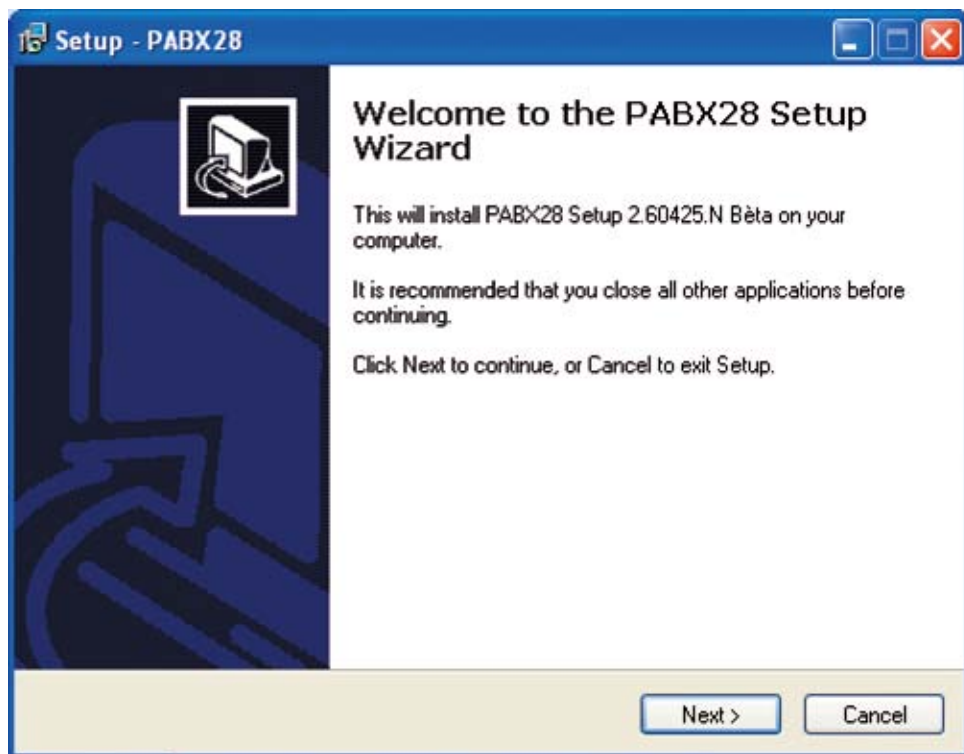 Setup - PABX28
Welcome to the PABX28 Setup
Wizard
This will install PABX28 Setup 2.60425.N Bèta on your
computer.
It is recommended that you close all other applications before
continuing.
Click Next to continue, or Cancel to exit Setup.
Next >
Cancel